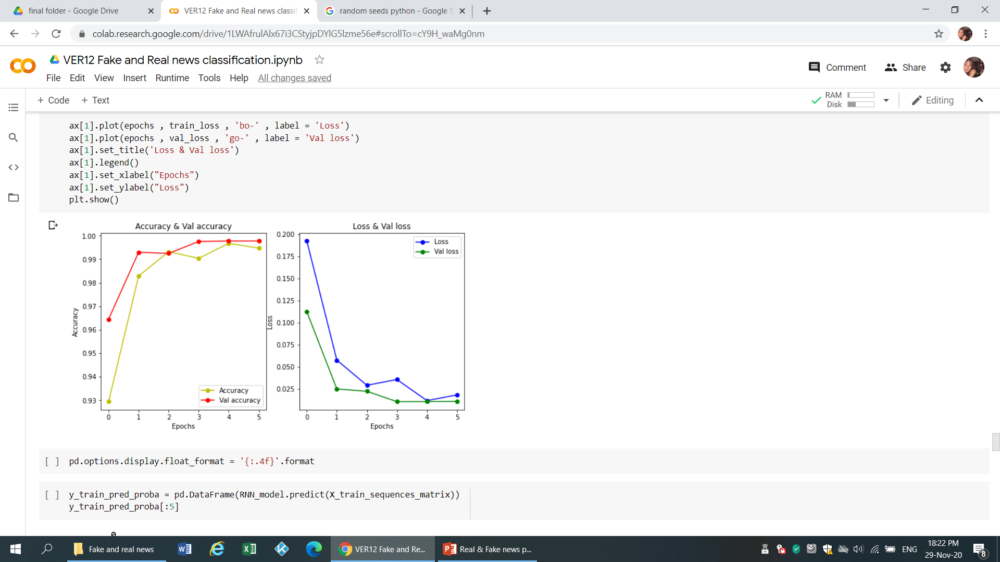 final folder - Google Drive
VER12 Fake and Real news classif
random seeds python - Google S
colab.research.google.com/drive/1LWAfrulAlx67i3CStyjpDYlG5lzme56e#scrollTo=cY9H_waMg0nm
VER12 Fake and Real news classification.ipynb
File Edit View Insert Runtime Tools Help All changes saved
Comment Share
+ Code + Text
RAM
Disk
Editing
ax[1].plot(epochs , train_loss , 'bo-' , label = 'Loss')
ax[1].plot(epochs , val_loss , 'go-' , label = 'Val loss')
ax[1].set_title('Loss & Val loss')
ax[1].legend()
ax[1].set_xlabel("Epochs")
ax[1].set_ylabel("Loss")
plt.show()
Accuracy & Val accuracy
1.00
0.99
0.98
0.97
0.96
0.95
0.94
0.93
Accuracy
Accuracy
Val accuracy
0 1 2 3 4 5
Epochs
Loss & Val loss
0.200
0.175
0.150
0.125
0.100
0.075
0.050
0.025
Loss
Loss
Val loss
0 1 2 3 4 5
Epochs
[ ] pd.options.display.float_format = '{:.4f}'.format
[ ] y_train_pred_proba = pd.DataFrame(RNN_model.predict(X_train_sequences_matrix))
y_train_pred_proba[:5]
0
Fake and real news
VER12 Fake and Re...
Real & Fake news p...
ENG
18:22 PM
29-Nov-20
8